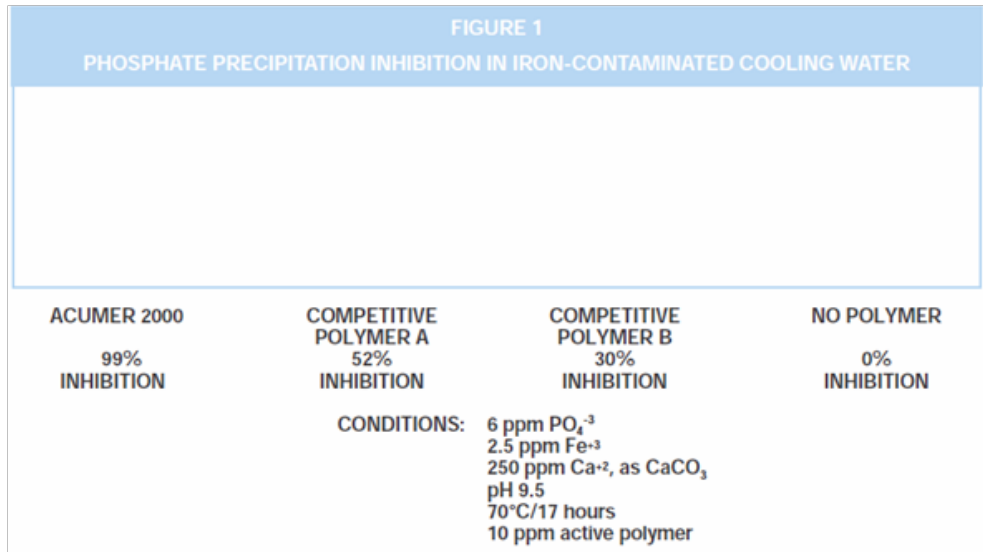 FIGURE 1
PHOSPHATE PRECIPITATION INHIBITION IN IRON-CONTAMINATED COOLING WATER
ACUMER 2000 COMPETITIVE COMPETITIVE NO POLYMER
POLYMER A POLYMER B
99% 52% 30% 0%
INHIBITION INHIBITION INHIBITION INHIBITION
CONDITIONS: 6 ppm PO₄⁻³
2.5 ppm Fe⁺³
250 ppm Ca⁺², as CaCO₃
pH 9.5
70°C/17 hours
10 ppm active polymer